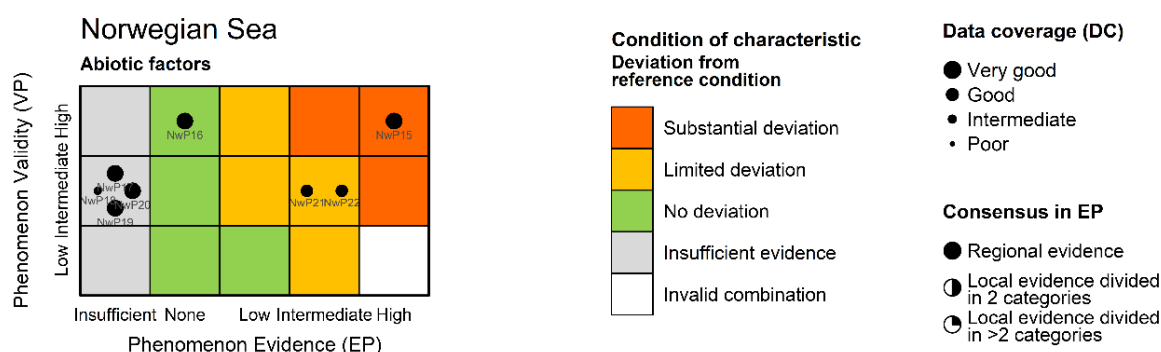 Norwegian Sea
Abiotic factors
Phenomenon Validity (VP)
Low Intermediate High
NwP16
NwP15
NwP17
NwP18
NwP20
NwP19
NwP21
NwP22
Insufficient None Low Intermediate High
Phenomenon Evidence (EP)
Condition of characteristic
Deviation from
reference condition
Substantial deviation
Limited deviation
No deviation
Insufficient evidence
Invalid combination
Data coverage (DC)
Very good
Good
Intermediate
Poor
Consensus in EP
Regional evidence
Local evidence divided
in 2 categories
Local evidence divided
in >2 categories